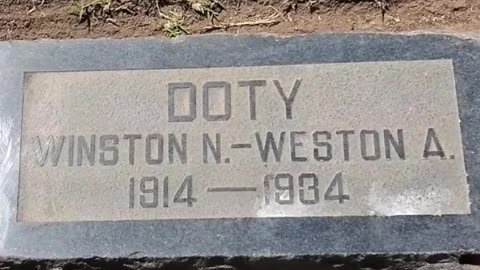 DOTY
WINSTON N.-WESTON A.
1914 — 1934